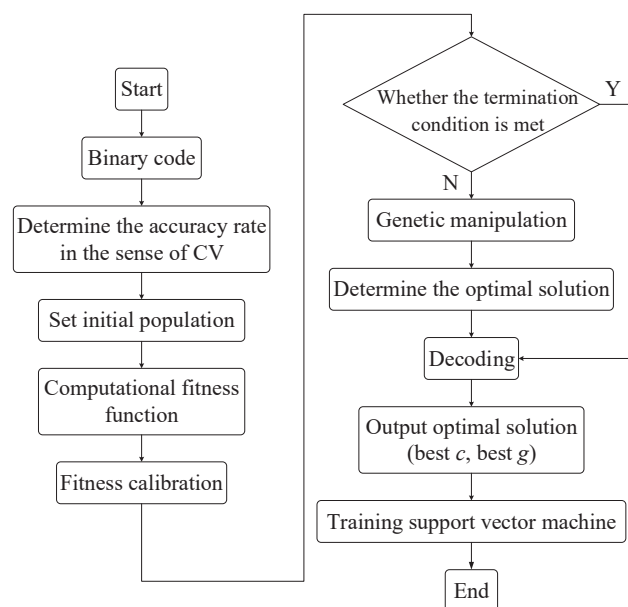 Start
Binary code
Determine the accuracy rate
in the sense of CV
Set initial population
Computational fitness
function
Fitness calibration
Whether the termination
condition is met
Y
N
Genetic manipulation
Determine the optimal solution
Decoding
Output optimal solution
(best c, best g)
Training support vector machine
End